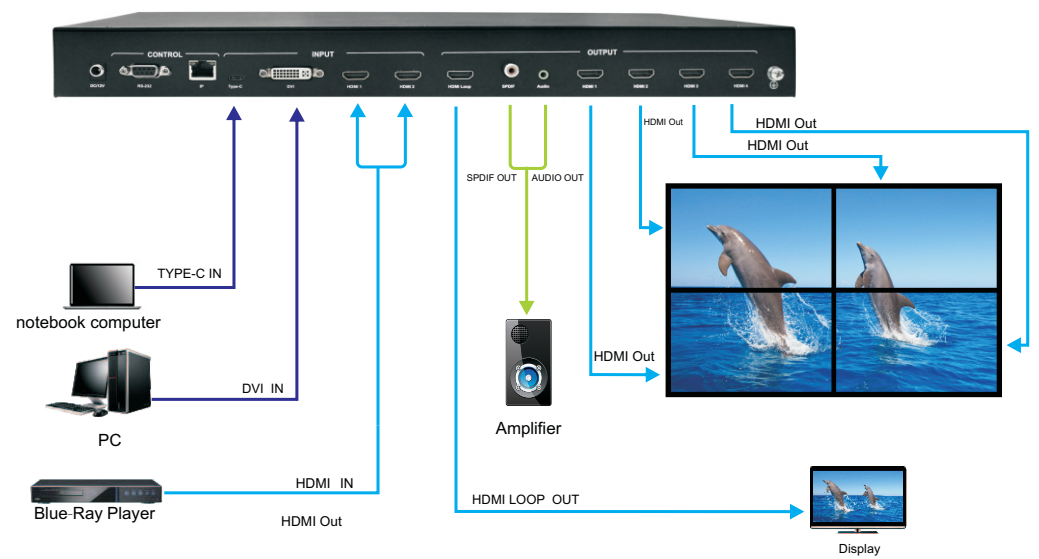 CONTROL INPUT OUTPUT
DC/12V RS-232 IP Type-C DVI HDMI 1 HDMI 2 HDMI Loop SPDIF Audio HDMI 1 HDMI 2 HDMI 3 HDMI 4
HDMI Out HDMI Out
HDMI Out
SPDIF OUT AUDIO OUT
TYPE-C IN
notebook computer
HDMI Out
DVI IN
Amplifier
PC
HDMI IN
HDMI LOOP OUT
Blue-Ray Player
HDMI Out
Display